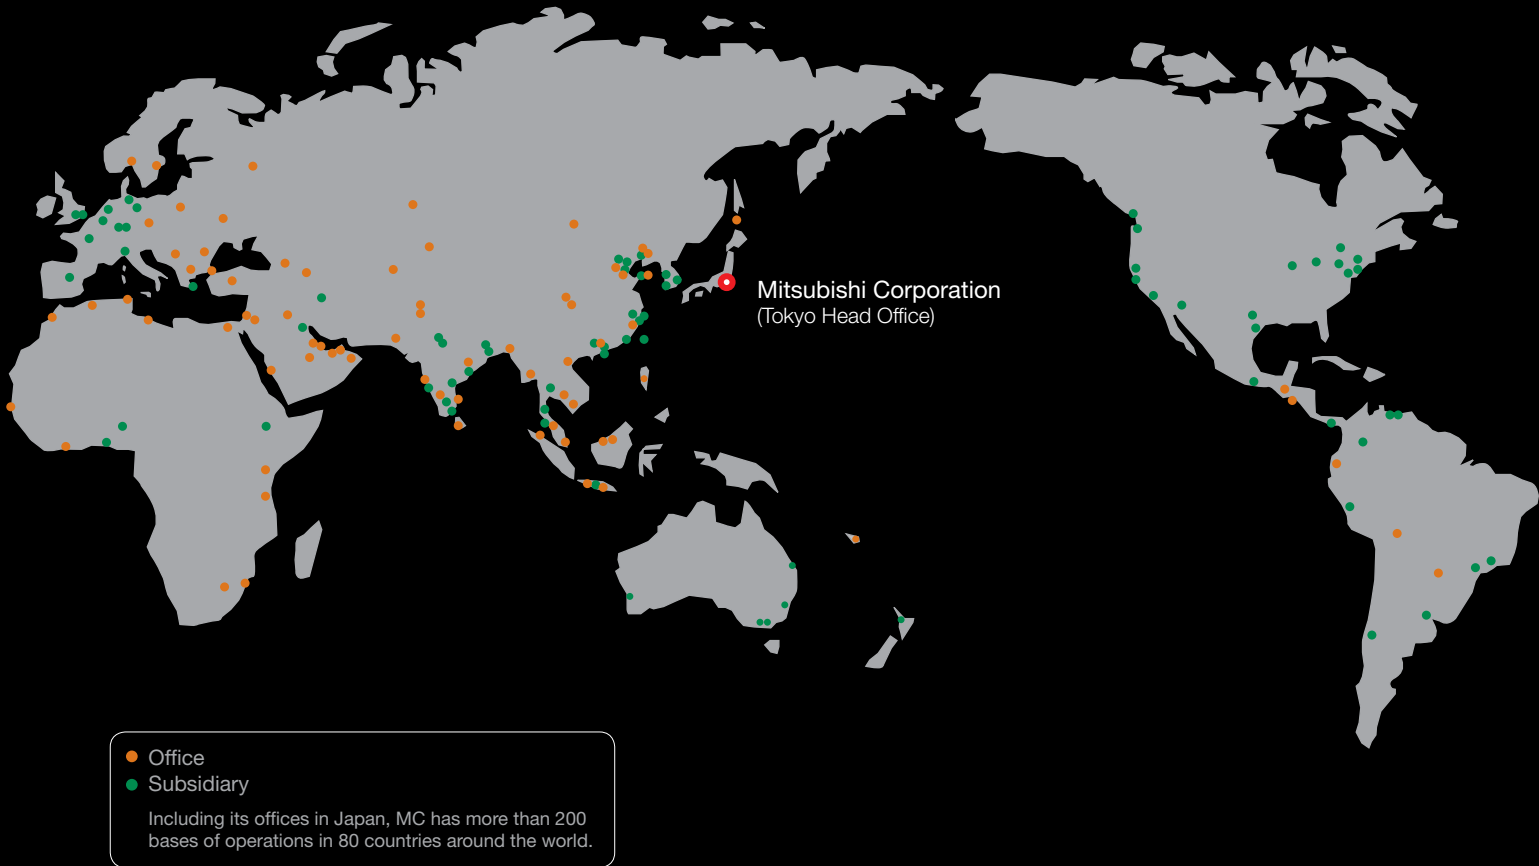 Mitsubishi Corporation
(Tokyo Head Office)
Office
Subsidiary
Including its offices in Japan, MC has more than 200
bases of operations in 80 countries around the world.